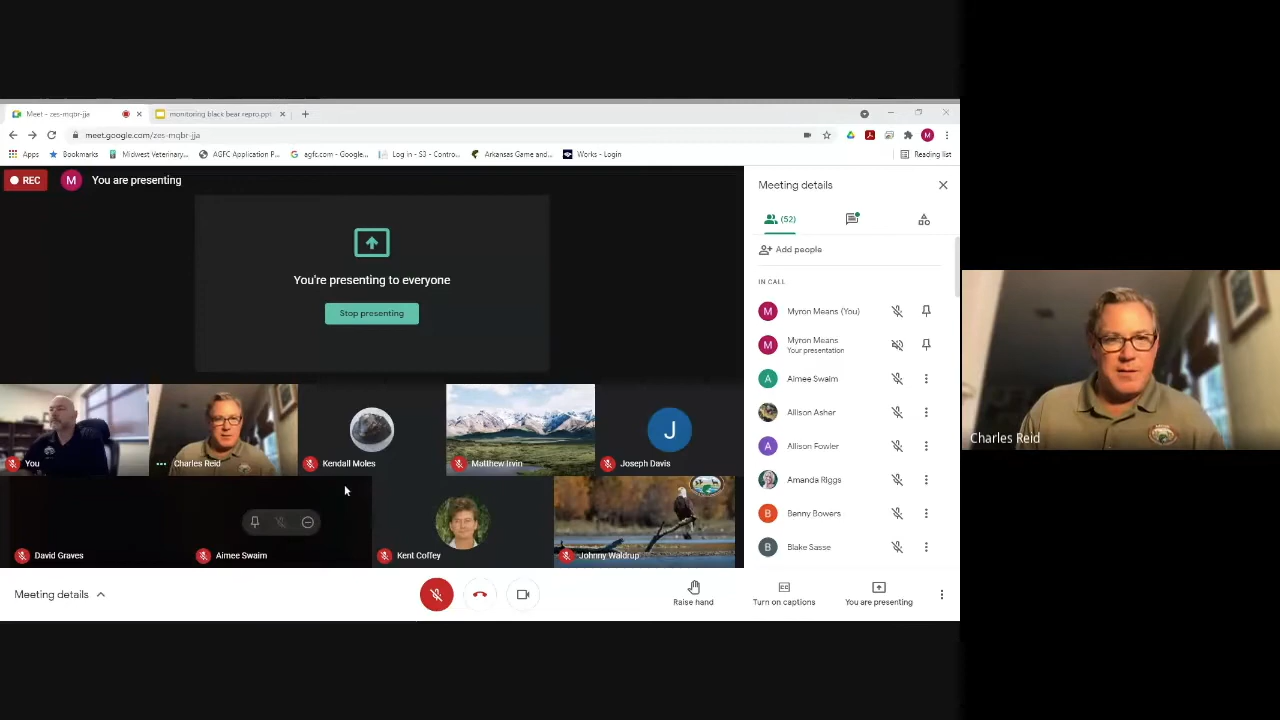 Meet - zes-mqbr-jja
monitoring black bear repro.ppt
meet.google.com/zes-mqbr-jja
Apps
Bookmarks
Midwest Veterinary...
AGFC Application P...
agfc.com - Google...
Log in - S3 - Contro...
Arkansas Game and...
Works - Login
Reading list
REC
M
You are presenting
You're presenting to everyone
Stop presenting
You
Charles Reid
Kendall Moles
Matthew Irvin
J
Joseph Davis
David Graves
Aimee Swaim
Kent Coffey
Johnny Waldrup
Meeting details
(52)
Add people
IN CALL
M
Myron Means (You)
M
Myron Means
Your presentation
A
Aimee Swaim
Allison Asher
A
Allison Fowler
Amanda Riggs
B
Benny Bowers
B
Blake Sasse
Meeting details
Raise hand
Turn on captions
You are presenting
Charles Reid